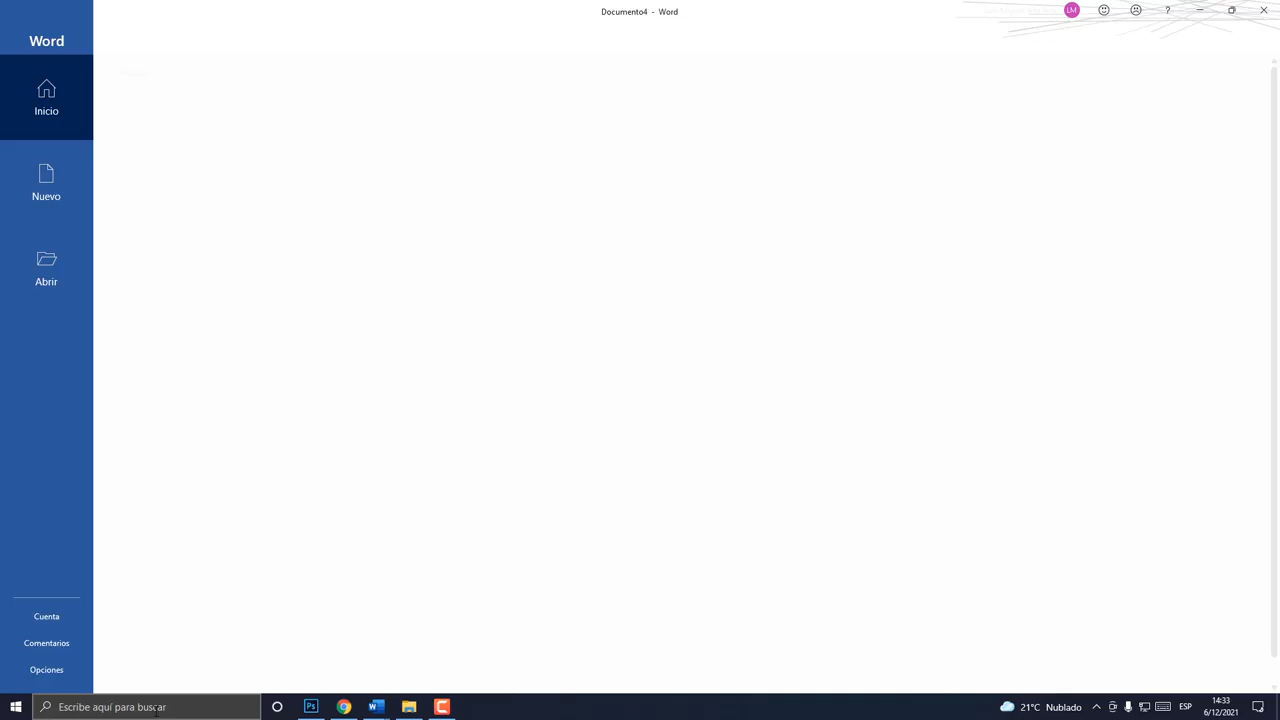 Documento4 - Word
LM
?
Word
Inicio
Nuevo
Abrir
Cuenta
Comentarios
Opciones
Escribe aquí para buscar
Ps
21°C Nublado
ESP
14:33
6/12/2021